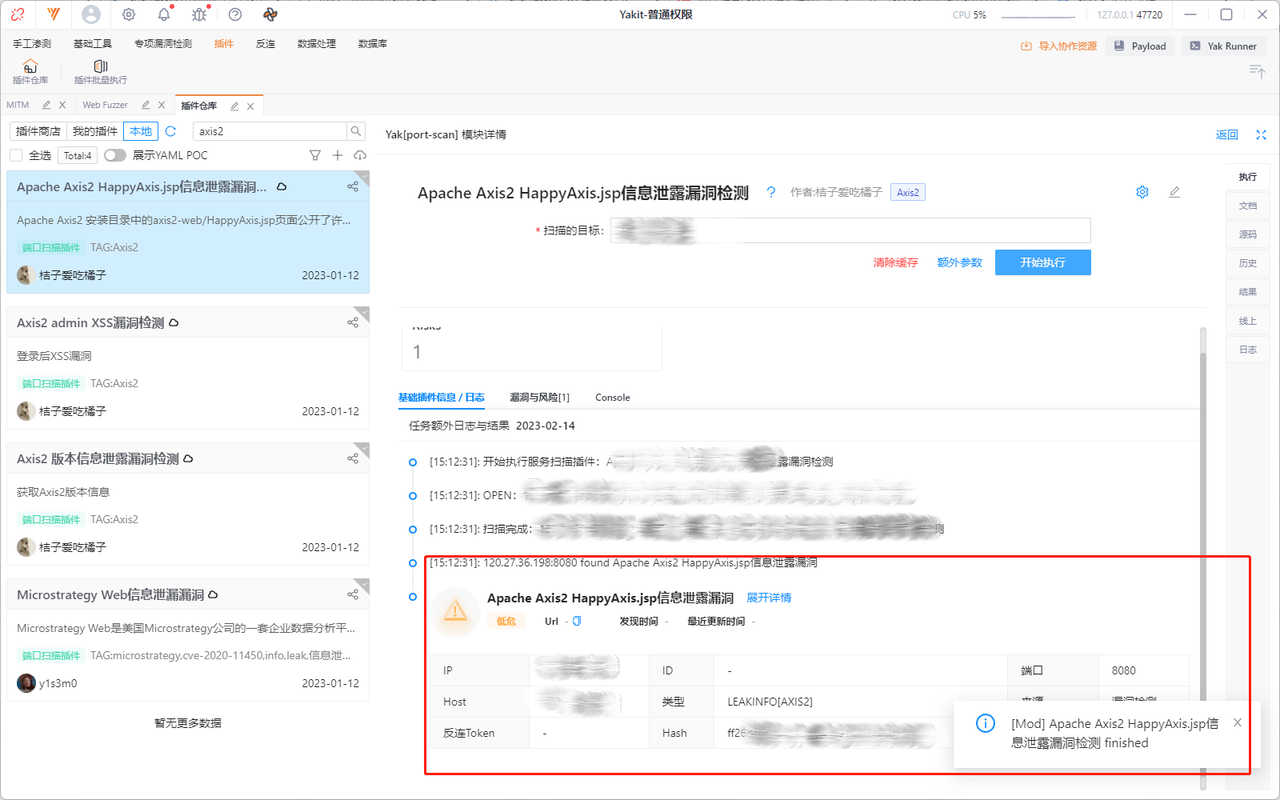 Yakit-普通权限
CPU 5%
127.0.0.1 47720
手工渗测 基础工具 专项漏洞检测 插件 反连 数据处理 数据库
导入协作资源 Payload Yak Runner
插件仓库 插件批量执行
MITM Web Fuzzer 插件仓库
插件商店 我的插件 本地 axis2
全选 Total:4 展示YAML POC
Apache Axis2 HappyAxis.jsp信息泄露漏洞...
Apache Axis2 安装目录中的axis2-web/HappyAxis.jsp页面公开了许...
端口扫描插件 TAG:Axis2
桔子爱吃橘子 2023-01-12
Axis2 admin XSS漏洞检测
登录后XSS漏洞
端口扫描插件 TAG:Axis2
桔子爱吃橘子 2023-01-12
Axis2 版本信息泄露漏洞检测
获取Axis2版本信息
端口扫描插件 TAG:Axis2
桔子爱吃橘子 2023-01-12
Microstrategy Web信息泄漏漏洞
Microstrategy Web是美国Microstrategy公司的一套企业数据分析平...
端口扫描插件 TAG:microstrategy,cve-2020-11450,info,leak,信息泄...
y1s3m0 2023-01-12
暂无更多数据
Yak[port-scan] 模块详情
返回
Apache Axis2 HappyAxis.jsp信息泄露漏洞检测 ? 作者:桔子爱吃橘子 Axis2
* 扫描的目标:
清除缓存 额外参数 开始执行
Risks
1
基础插件信息 / 日志 漏洞与风险[1] Console
任务额外日志与结果 2023-02-14
[15:12:31]: 开始执行服务扫描插件: 露漏洞检测
[15:12:31]: OPEN:
[15:12:31]: 扫描完成: 测
[15:12:31]: 120.27.36.198:8080 found Apache Axis2 HappyAxis.jsp信息泄露漏洞
Apache Axis2 HappyAxis.jsp信息泄露漏洞 展开详情
低危 Url - 发现时间 - 最近更新时间 -
IP ID - 端口 8080
Host 类型 LEAKINFO[AXIS2] 来源 漏洞检测
反连Token - Hash ff26
[Mod] Apache Axis2 HappyAxis.jsp信
息泄露漏洞检测 finished
执行
文档
源码
历史
结果
线上
日志